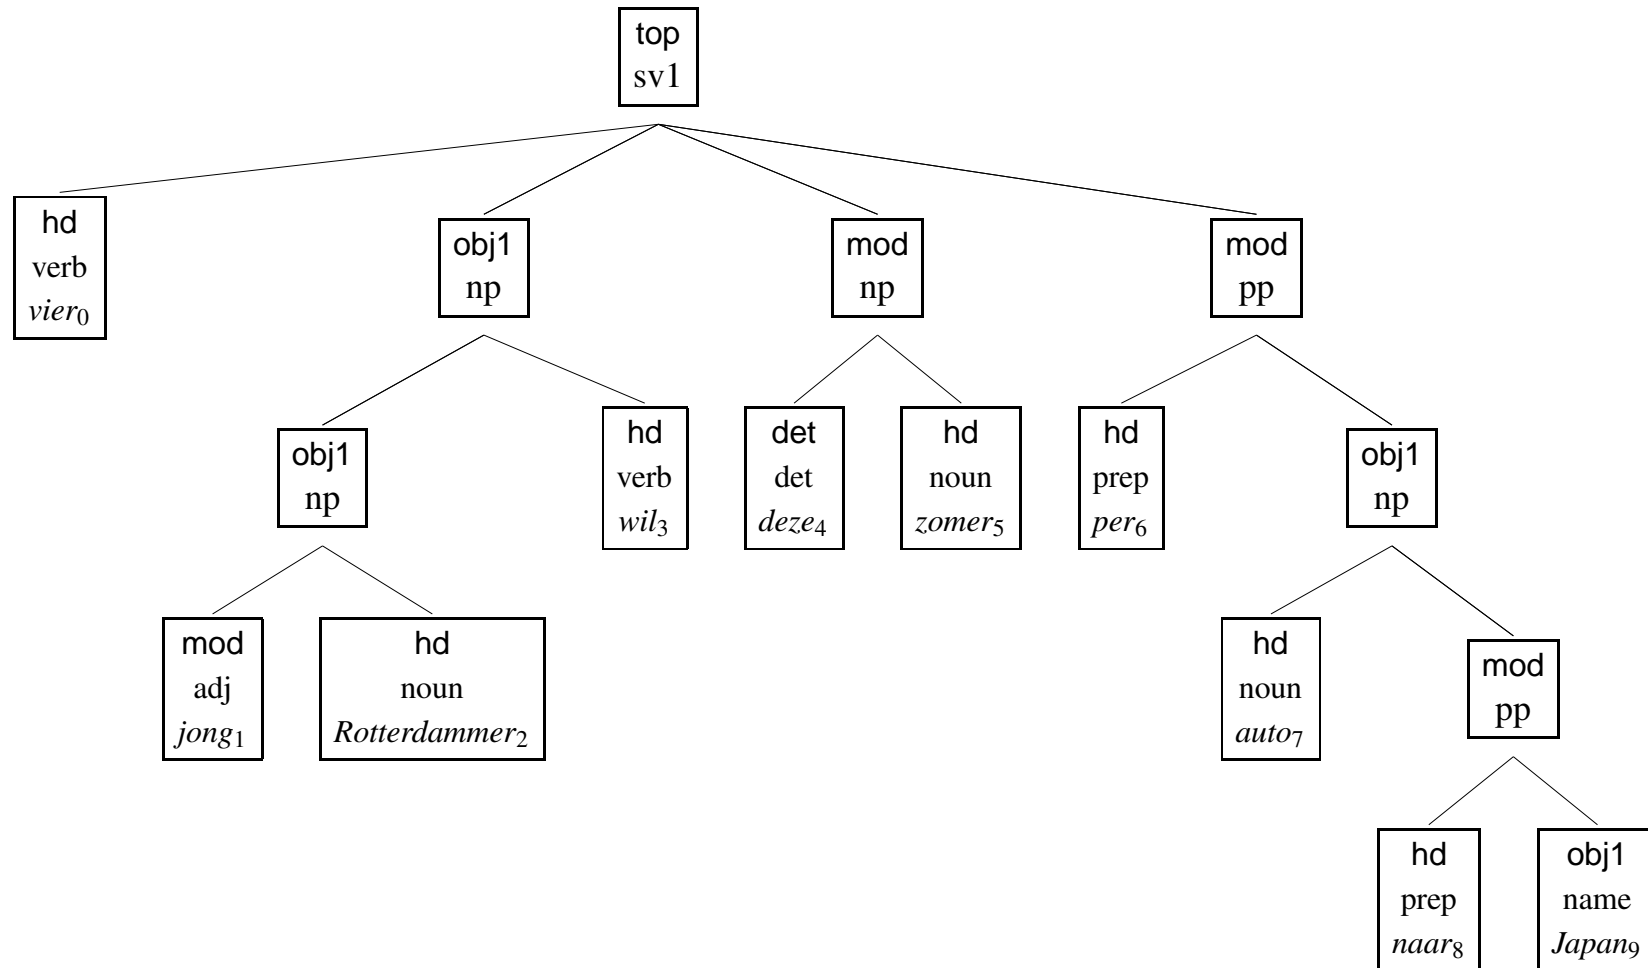 top
sv1
hd
verb
vier0
obj1
np
mod
np
mod
pp
obj1
np
hd
verb
wil3
det
det
deze4
hd
noun
zomer5
hd
prep
per6
obj1
np
mod
adj
jong1
hd
noun
Rotterdammer2
hd
noun
auto7
mod
pp
hd
prep
naar8
obj1
name
Japan9